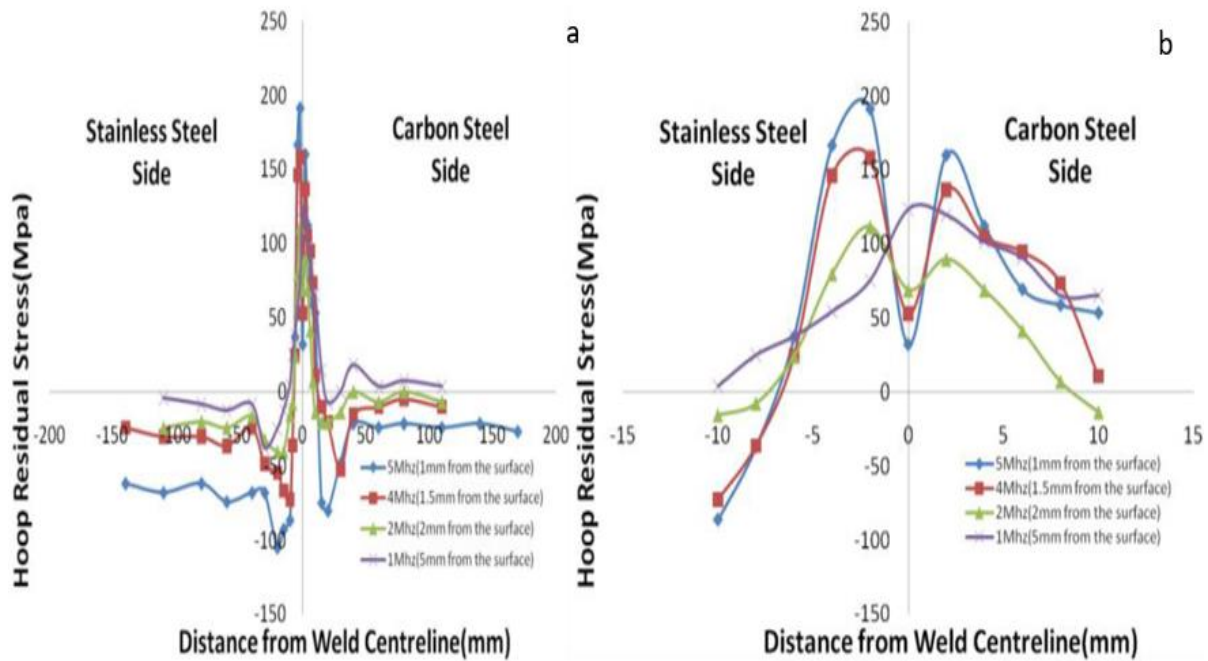 a
250
200
150
100
50
0
-50
-100
-150
-200
-150
-100
-50
0
50
100
150
200
Stainless Steel
Side
Carbon Steel
Side
Hoop Residual Stress(Mpa)
5Mhz(1mm from the surface)
4Mhz(1.5mm from the surface)
2Mhz(2mm from the surface)
1Mhz(5mm from the surface)
Distance from Weld Centreline(mm)
b
250
200
150
100
50
0
-50
-100
-150
-15
-10
-5
0
5
10
15
Stainless Steel
Side
Carbon Steel
Side
Hoop Residual Stress(Mpa)
5Mhz(1mm from the surface)
4Mhz(1.5mm from the surface)
2Mhz(2mm from the surface)
1Mhz(5mm from the surface)
Distance from Weld Centreline(mm)